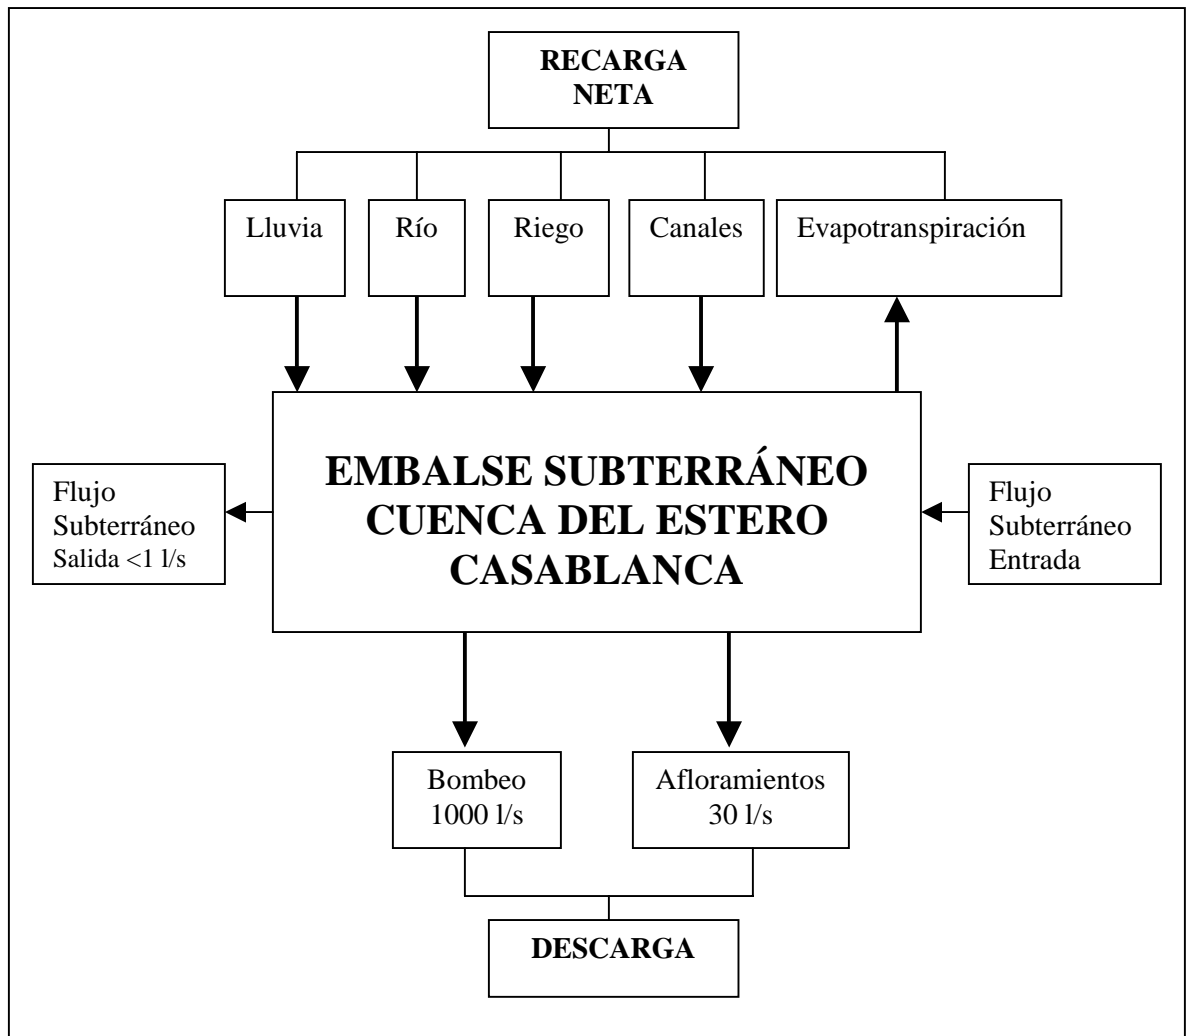 RECARGA
NETA
Lluvia
Río
Riego
Canales
Evapotranspiración
Flujo
Subterráneo
Salida <1 l/s
EMBALSE SUBTERRÁNEO
CUENCA DEL ESTERO
CASABLANCA
Flujo
Subterráneo
Entrada
Bombeo
1000 l/s
Afloramientos
30 l/s
DESCARGA